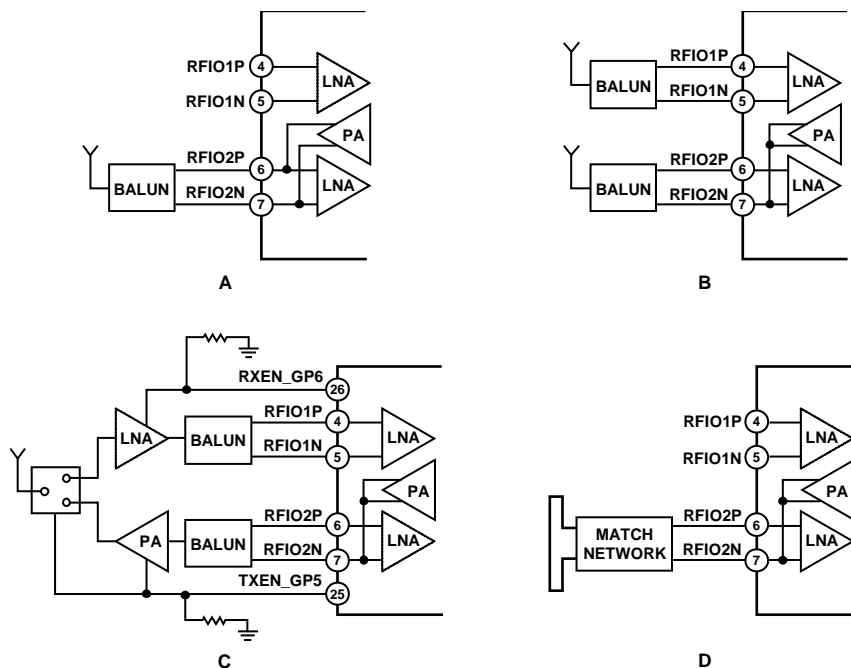 RFIO1P
4
LNA
RFIO1N
5
PA
RFIO2P
6
BALUN
LNA
RFIO2N
7
A
RFIO1P
4
BALUN
LNA
RFIO1N
5
PA
RFIO2P
6
BALUN
LNA
RFIO2N
7
B
RXEN_GP6
26
RFIO1P
4
LNA
BALUN
LNA
RFIO1N
5
PA
RFIO2P
6
PA
BALUN
LNA
RFIO2N
7
TXEN_GP5
25
C
RFIO1P
4
LNA
RFIO1N
5
PA
RFIO2P
6
MATCH
NETWORK
LNA
RFIO2N
7
D